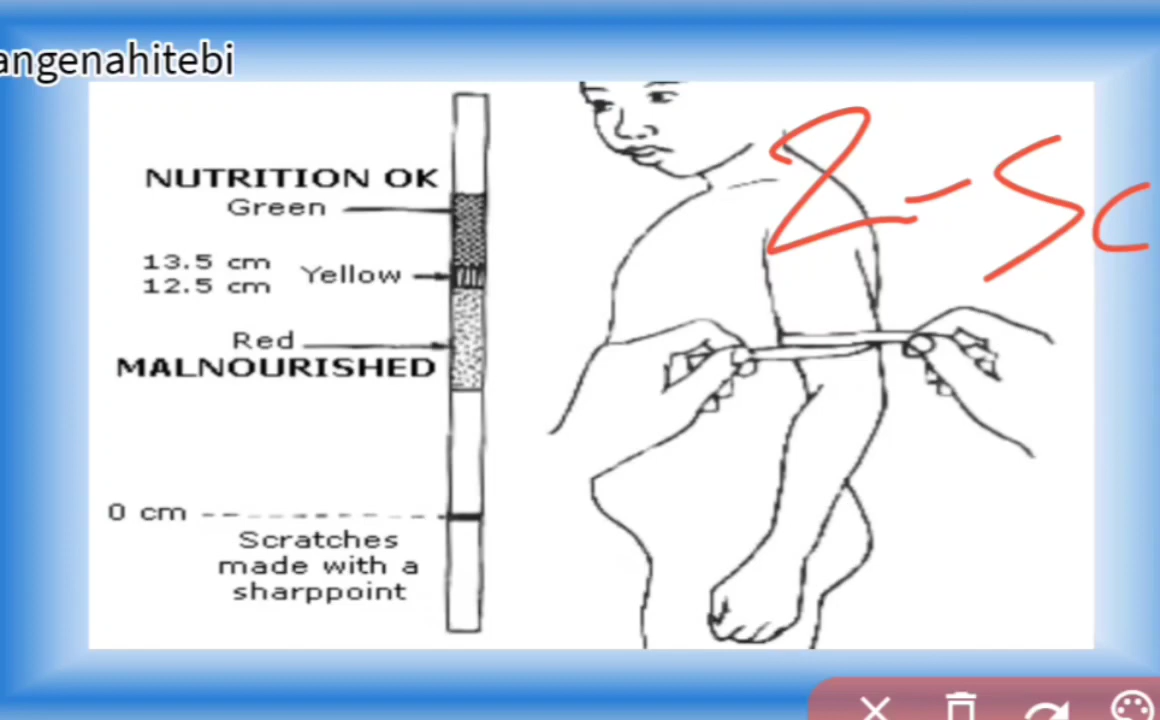 angenahitebi
NUTRITION OK
Green
13.5 cm
12.5 cm
Yellow
Red
MALNOURISHED
0 cm
Scratches
made with a
sharppoint